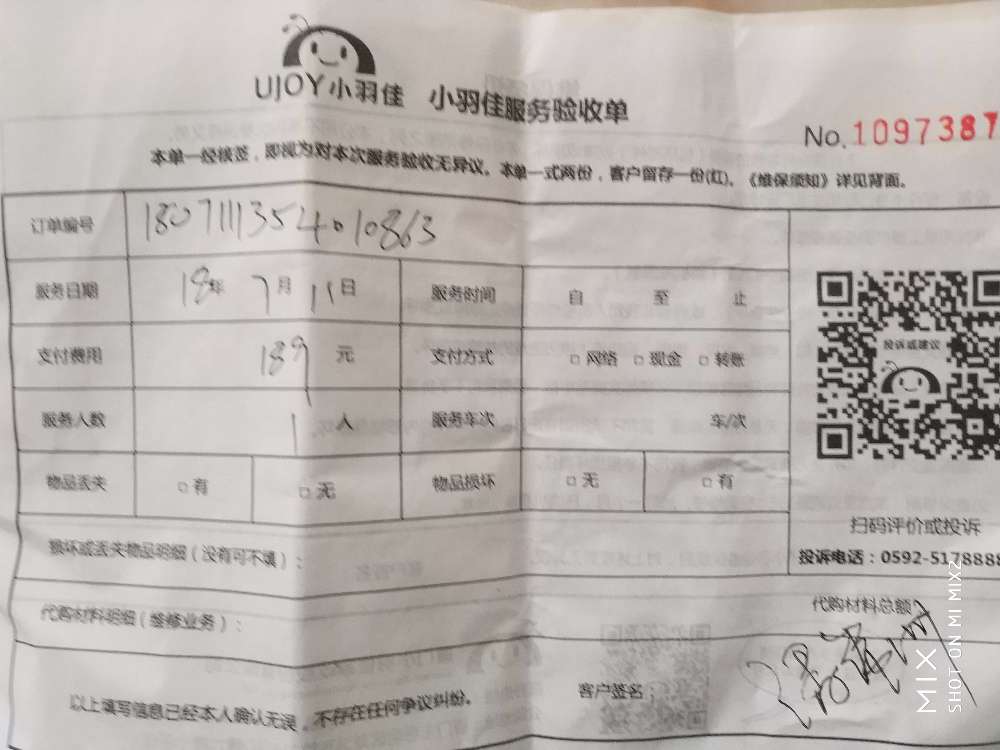 UJOY小羽佳 小羽佳服务验收单
No.1097387
本单一经核签，即视为对本次服务验收无异议。本单一式两份，客户留存一份(红)。《维保须知》详见背面。
订单编号 1807111354010863
服务日期 18年 7月 11日 服务时间 自 至 止
投诉或建议
支付费用 189 元 支付方式 □ 网络 □ 现金 □ 转账
服务人数 1 人 服务车次 车/次
物品丢失 □ 有 □ 无 物品损坏 □ 无 □ 有
扫码评价或投诉
损坏或丢失物品明细（没有可不填）：
投诉电话：0592-5178888
代购材料明细（维修业务）： 代购材料总额
以上填写信息已经本人确认无误，不存在任何争议纠纷。 客户签名：
MIX
SHOT ON MI MIX2